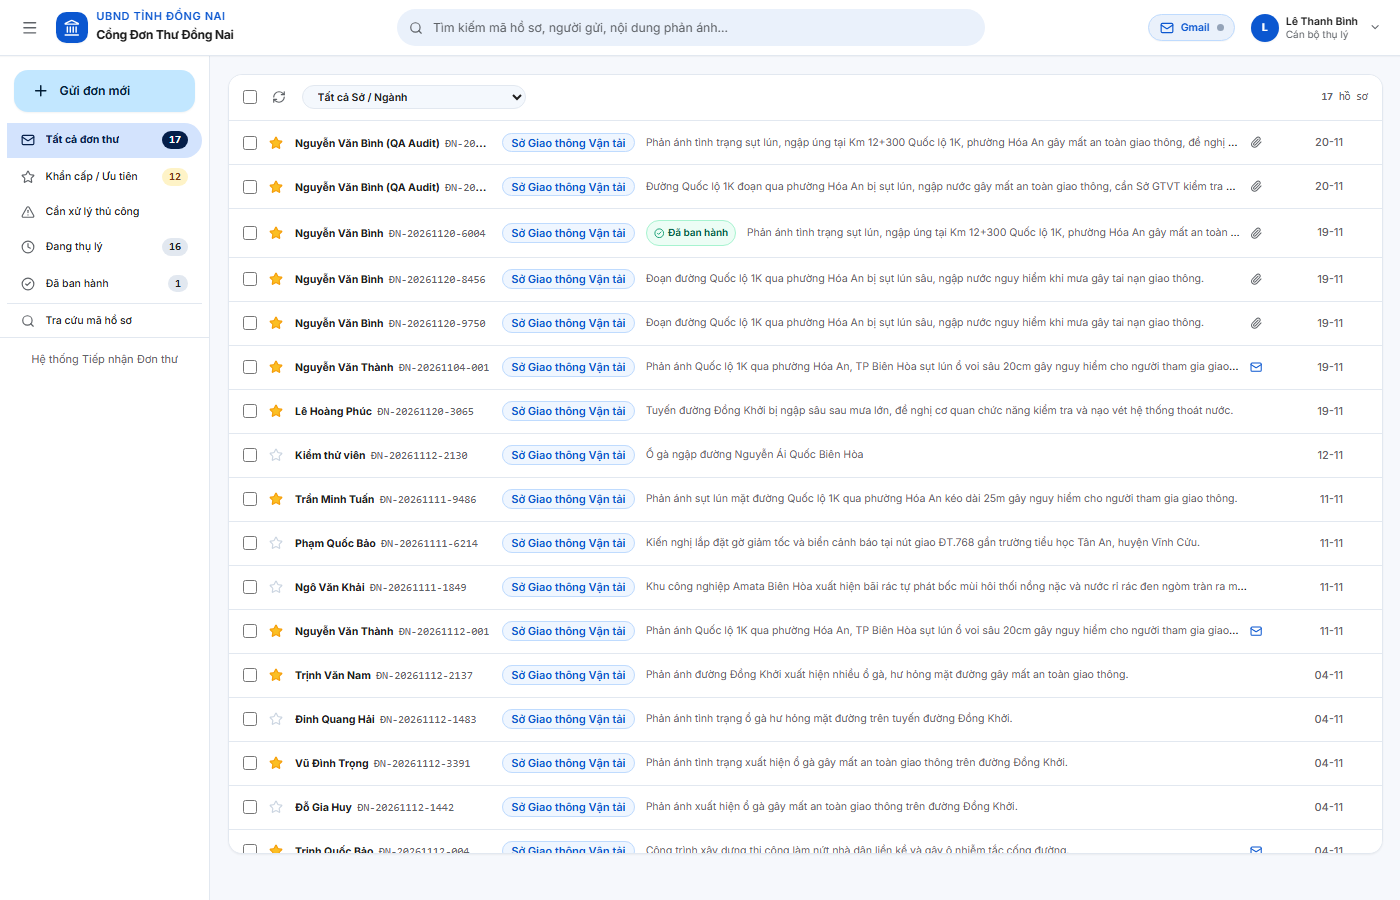 UBND TỈNH ĐỒNG NAI
Cổng Đơn Thư Đồng Nai
Tìm kiếm mã hồ sơ, người gửi, nội dung phản ánh...
Gmail
L
Lê Thanh Bình
Cán bộ thụ lý
Gửi đơn mới
Tất cả đơn thư 17
Khẩn cấp / Ưu tiên 12
Cần xử lý thủ công
Đang thụ lý 16
Đã ban hành 1
Tra cứu mã hồ sơ
Hệ thống Tiếp nhận Đơn thư
Tất cả Sở / Ngành
17 hồ sơ
Nguyễn Văn Bình (QA Audit) ĐN-20... Sở Giao thông Vận tải Phản ánh tình trạng sụt lún, ngập úng tại Km 12+300 Quốc lộ 1K, phường Hóa An gây mất an toàn giao thông, đề nghị ... 20-11
Nguyễn Văn Bình (QA Audit) ĐN-20... Sở Giao thông Vận tải Đường Quốc lộ 1K đoạn qua phường Hóa An bị sụt lún, ngập nước gây mất an toàn giao thông, cần Sở GTVT kiểm tra ... 20-11
Nguyễn Văn Bình ĐN-20261120-6004 Sở Giao thông Vận tải Đã ban hành Phản ánh tình trạng sụt lún, ngập úng tại Km 12+300 Quốc lộ 1K, phường Hóa An gây mất an toàn ... 19-11
Nguyễn Văn Bình ĐN-20261120-8456 Sở Giao thông Vận tải Đoạn đường Quốc lộ 1K qua phường Hóa An bị sụt lún sâu, ngập nước nguy hiểm khi mưa gây tai nạn giao thông. 19-11
Nguyễn Văn Bình ĐN-20261120-9750 Sở Giao thông Vận tải Đoạn đường Quốc lộ 1K qua phường Hóa An bị sụt lún sâu, ngập nước nguy hiểm khi mưa gây tai nạn giao thông. 19-11
Nguyễn Văn Thành ĐN-20261104-001 Sở Giao thông Vận tải Phản ánh Quốc lộ 1K qua phường Hóa An, TP Biên Hòa sụt lún ổ voi sâu 20cm gây nguy hiểm cho người tham gia giao... 19-11
Lê Hoàng Phúc ĐN-20261120-3065 Sở Giao thông Vận tải Tuyến đường Đồng Khởi bị ngập sâu sau mưa lớn, đề nghị cơ quan chức năng kiểm tra và nạo vét hệ thống thoát nước. 19-11
Kiểm thử viên ĐN-20261112-2130 Sở Giao thông Vận tải Ổ gà ngập đường Nguyễn Ái Quốc Biên Hòa 12-11
Trần Minh Tuấn ĐN-20261111-9486 Sở Giao thông Vận tải Phản ánh sụt lún mặt đường Quốc lộ 1K qua phường Hóa An kéo dài 25m gây nguy hiểm cho người tham gia giao thông. 11-11
Phạm Quốc Bảo ĐN-20261111-6214 Sở Giao thông Vận tải Kiến nghị lắp đặt gờ giảm tốc và biển cảnh báo tại nút giao ĐT.768 gần trường tiểu học Tân An, huyện Vĩnh Cửu. 11-11
Ngô Văn Khải ĐN-20261111-1849 Sở Giao thông Vận tải Khu công nghiệp Amata Biên Hòa xuất hiện bãi rác tự phát bốc mùi hôi thối nồng nặc và nước rỉ rác đen ngòm tràn ra m... 11-11
Nguyễn Văn Thành ĐN-20261112-001 Sở Giao thông Vận tải Phản ánh Quốc lộ 1K qua phường Hóa An, TP Biên Hòa sụt lún ổ voi sâu 20cm gây nguy hiểm cho người tham gia giao... 11-11
Trịnh Văn Nam ĐN-20261112-2137 Sở Giao thông Vận tải Phản ánh đường Đồng Khởi xuất hiện nhiều ổ gà, hư hỏng mặt đường gây mất an toàn giao thông. 04-11
Đinh Quang Hải ĐN-20261112-1483 Sở Giao thông Vận tải Phản ánh tình trạng ổ gà hư hỏng mặt đường trên tuyến đường Đồng Khởi. 04-11
Vũ Đình Trọng ĐN-20261112-3391 Sở Giao thông Vận tải Phản ánh tình trạng xuất hiện ổ gà gây mất an toàn giao thông trên đường Đồng Khởi. 04-11
Đỗ Gia Huy ĐN-20261112-1442 Sở Giao thông Vận tải Phản ánh xuất hiện ổ gà gây mất an toàn giao thông trên đường Đồng Khởi. 04-11
Trịnh Quốc Bảo ĐN-20261112-004 Sở Giao thông Vận tải Công trình xây dựng thi công làm nứt nhà dân liền kề và gây ô nhiễm tắc cống đường. 04-11